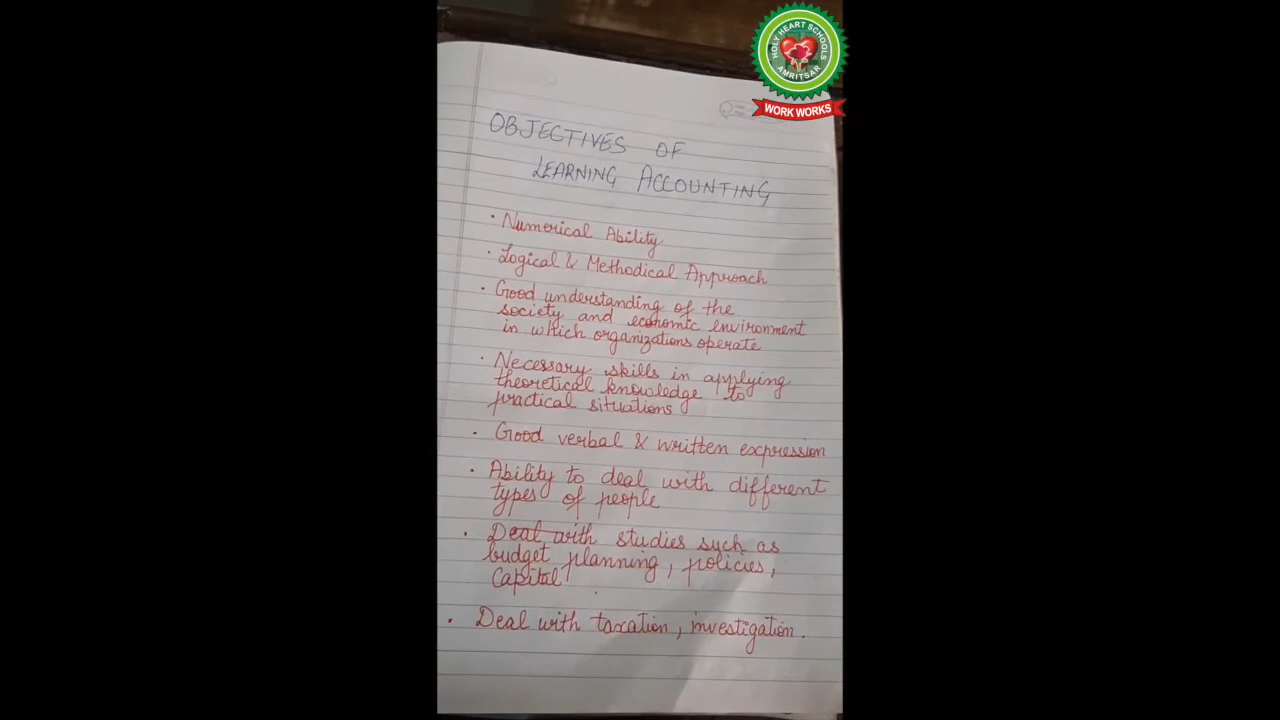 HOLY HEART SCHOOLS
AMRITSAR
WORK WORKS
OBJECTIVES OF
LEARNING ACCOUNTING
· Numerical Ability
· Logical & Methodical Approach
· Good understanding of the
society and economic environment
in which organizations operate
· Necessary skills in applying
theoretical knowledge to
practical situations
· Good verbal & written expression
· Ability to deal with different
types of people
· Deal with studies such as
budget planning, policies,
Capital
· Deal with taxation, investigation.